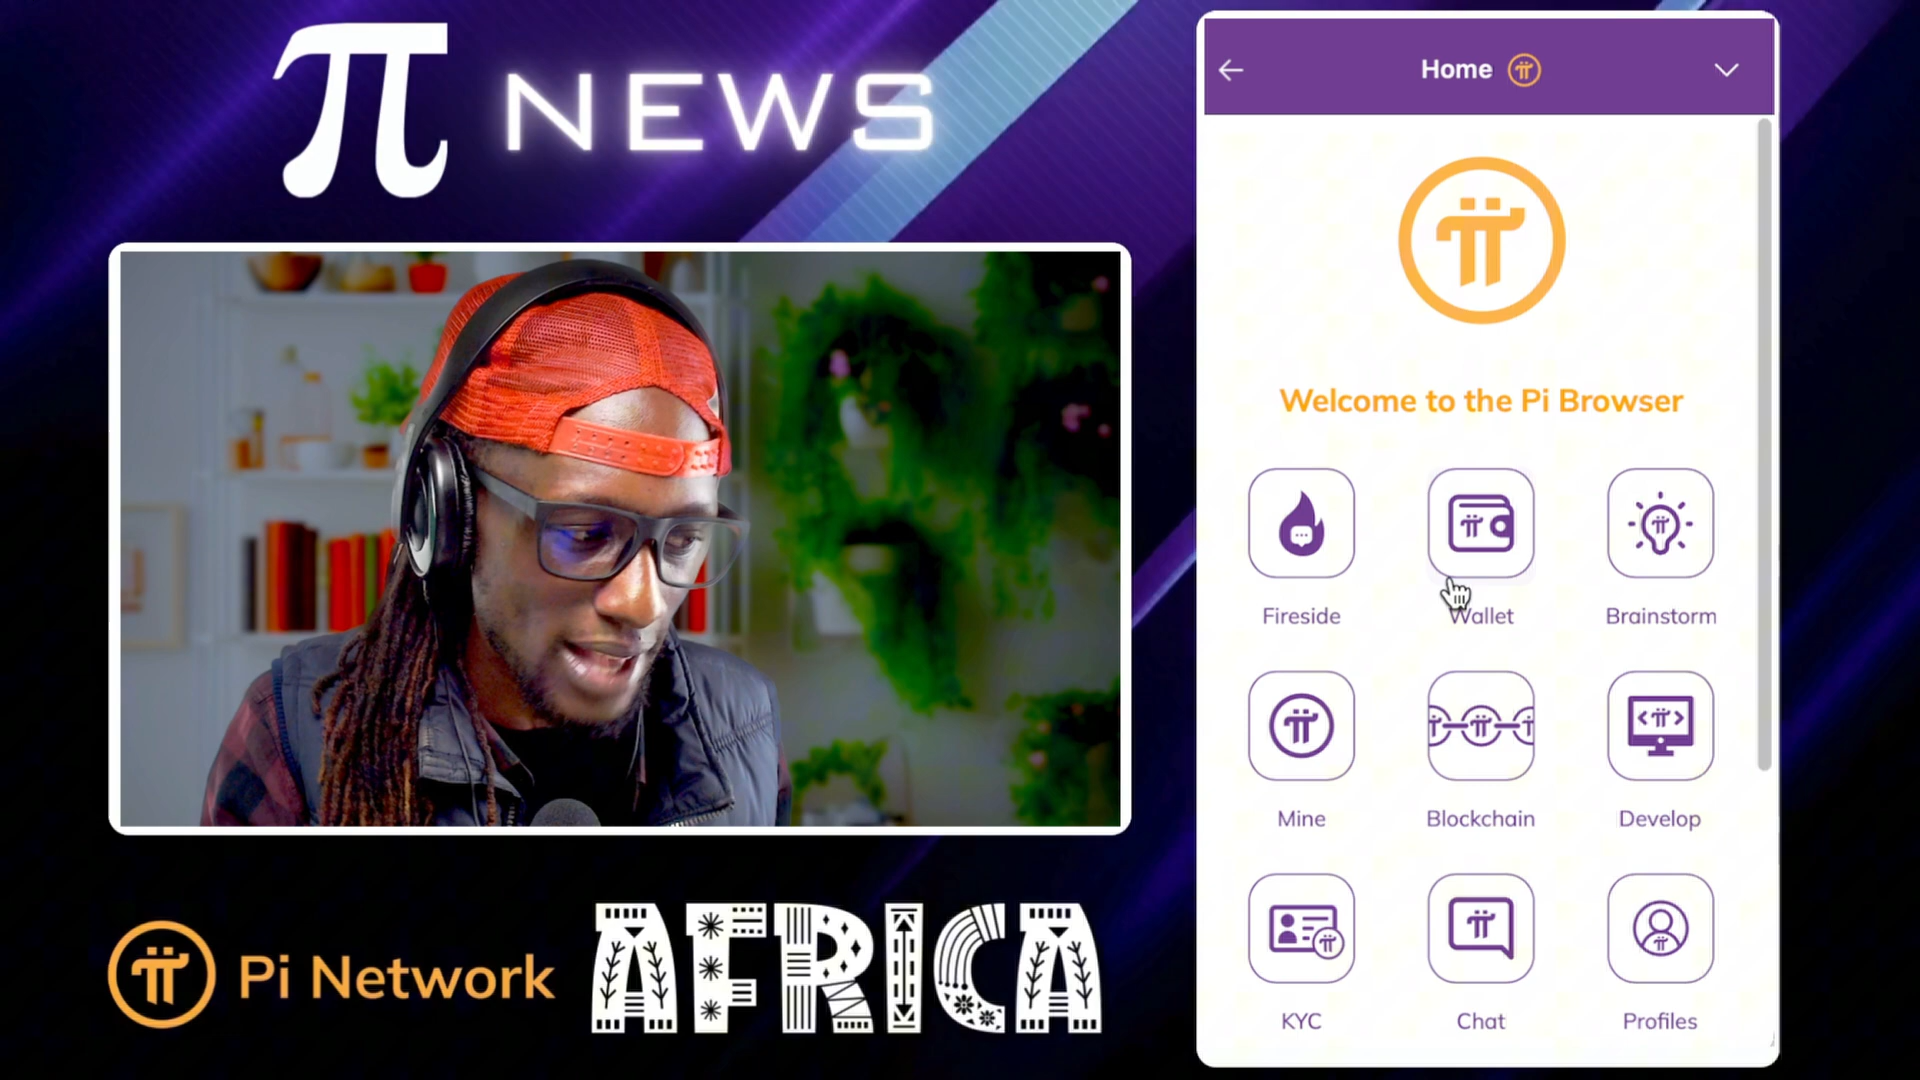 π NEWS
Pi Network AFRICA
Home
Welcome to the Pi Browser
Fireside Wallet Brainstorm
Mine Blockchain Develop
KYC Chat Profiles